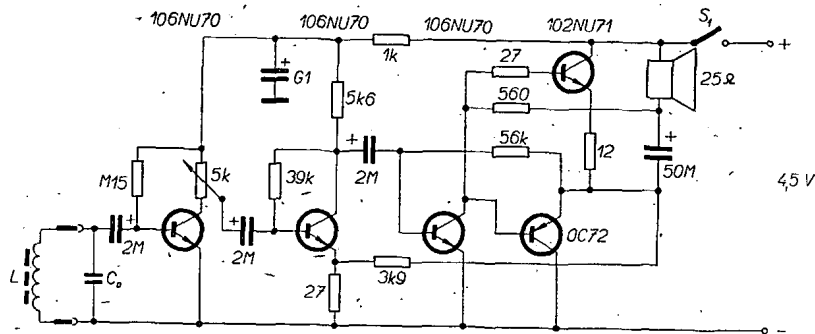 106NU70 106NU70 106NU70 102NU71 S₁
+
1k
27
G1
25Ω
+
5k6
560
+
56k
M15
5k
39k
2M
12
50M
4,5 V
+
2M
+
2M
OC72
L
C₀
27
3k9
-